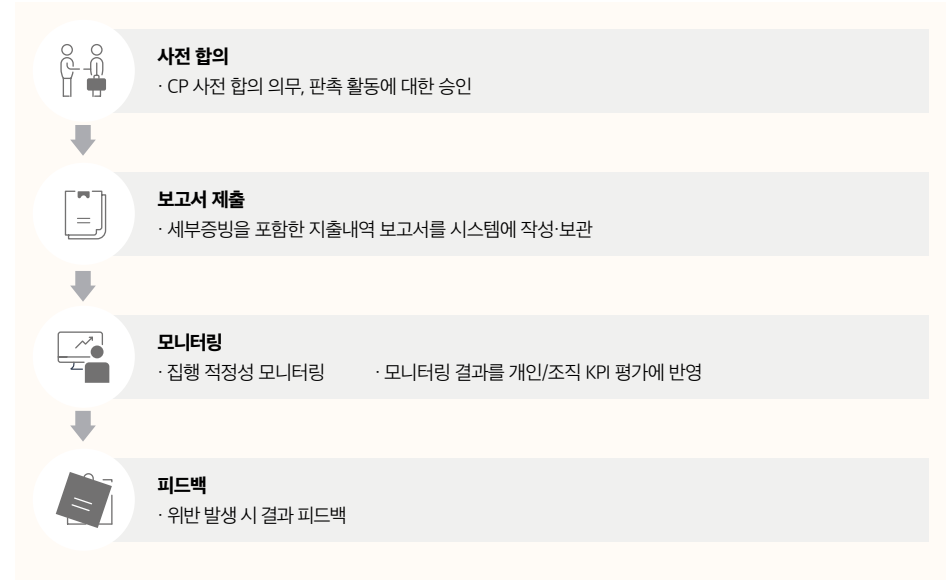 사전 합의
· CP 사전 합의 의무, 판촉 활동에 대한 승인
보고서 제출
· 세부증빙을 포함한 지출내역 보고서를 시스템에 작성·보관
모니터링
· 집행 적정성 모니터링 · 모니터링 결과를 개인/조직 KPI 평가에 반영
피드백
· 위반 발생 시 결과 피드백